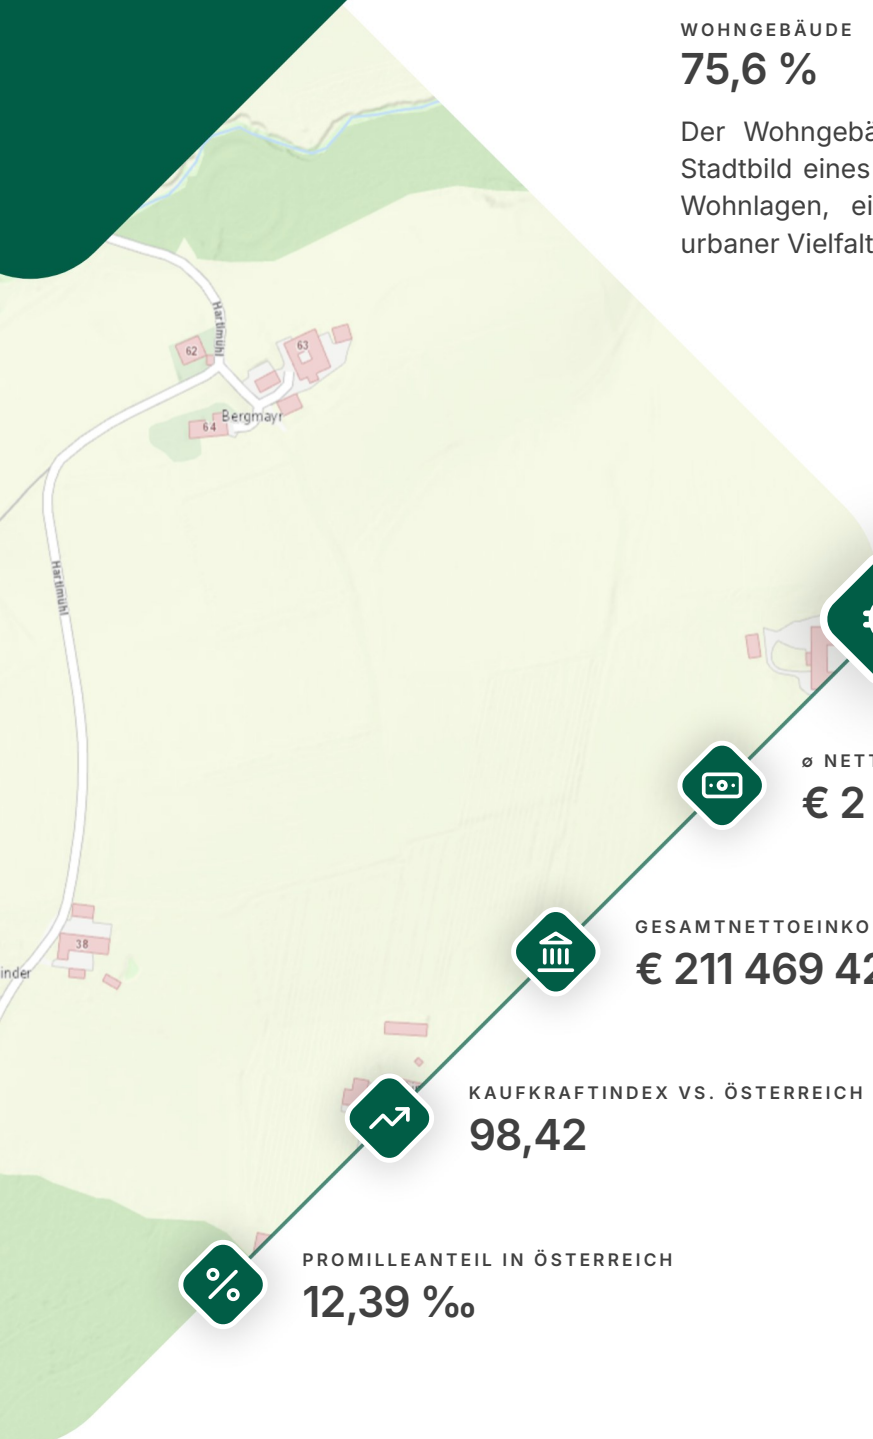 WOHNGEBÄUDE
75,6 %
Der Wohngebä
Stadtbild eines
Wohnlagen, ei
urbaner Vielfalt
Hartlmühl
62
63
64
Bergmayr
Hartlmühl
ø NETT
€ 2
38
inder
GESAMTNETTOEINKO
€ 211 469 42
KAUFKRAFTINDEX VS. ÖSTERREICH
98,42
PROMILLEANTEIL IN ÖSTERREICH
12,39 ‰